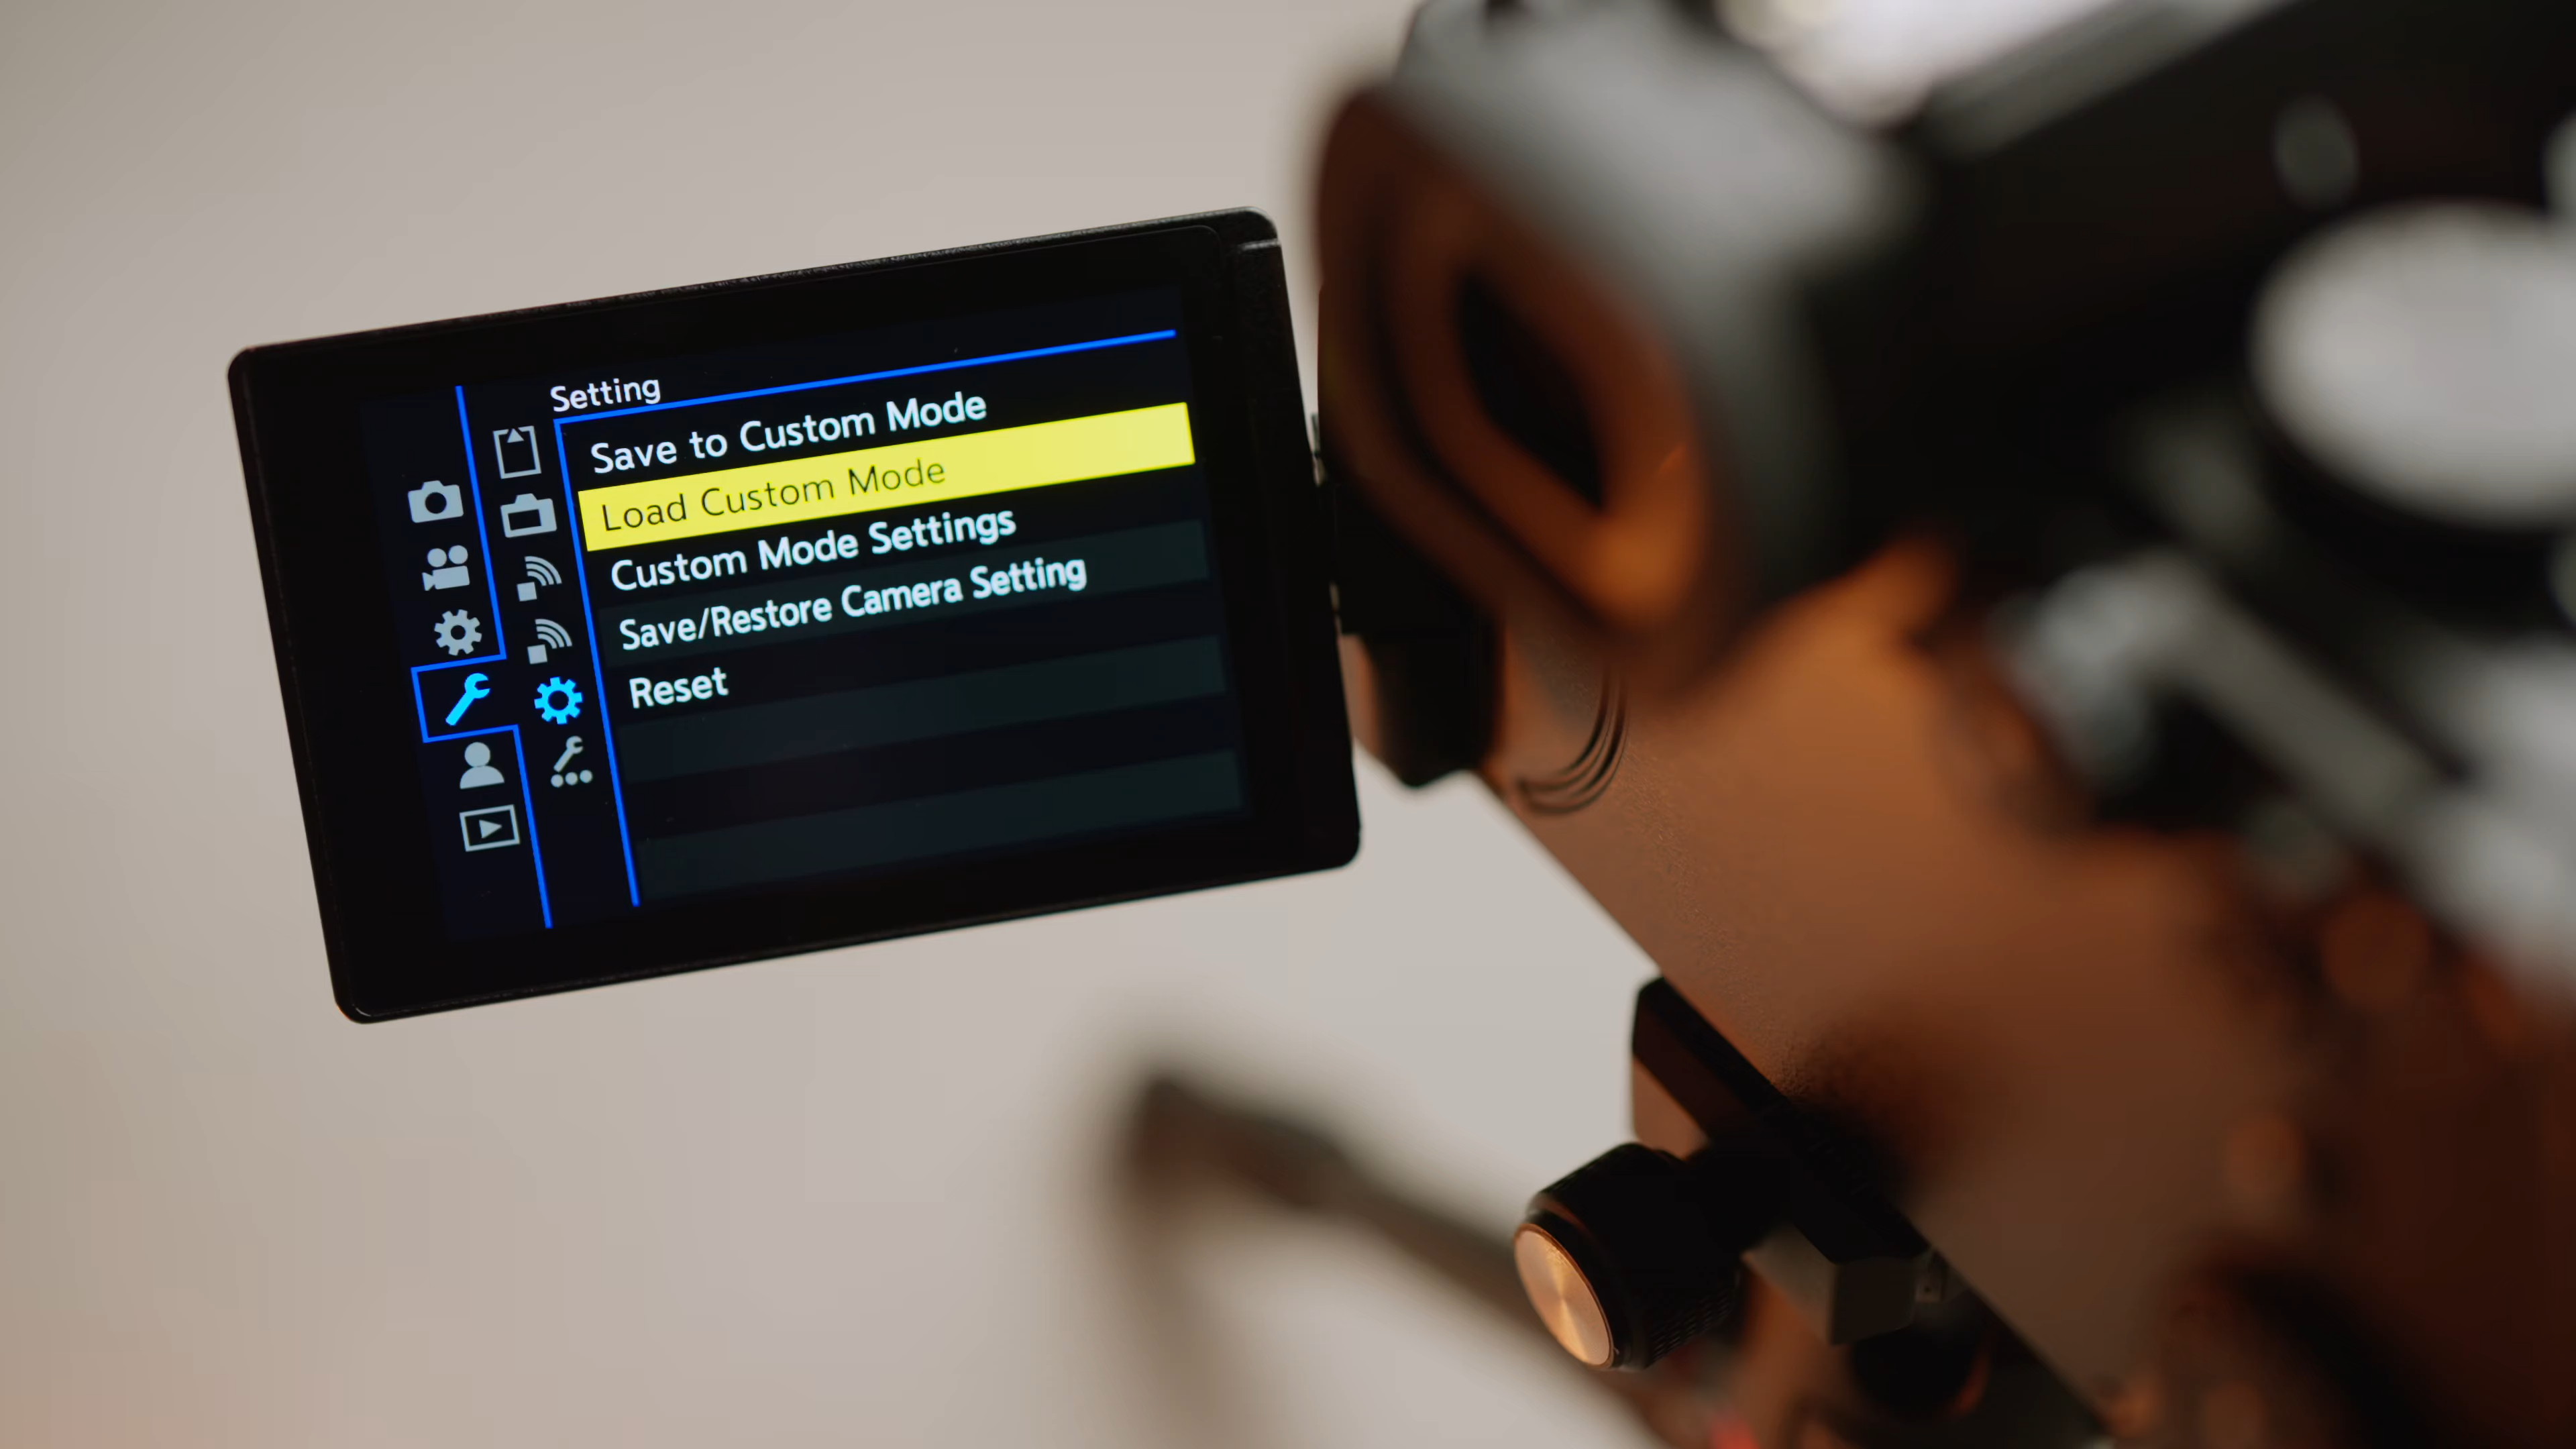 Setting
Save to Custom Mode
Load Custom Mode
Custom Mode Settings
Save/Restore Camera Setting
Reset